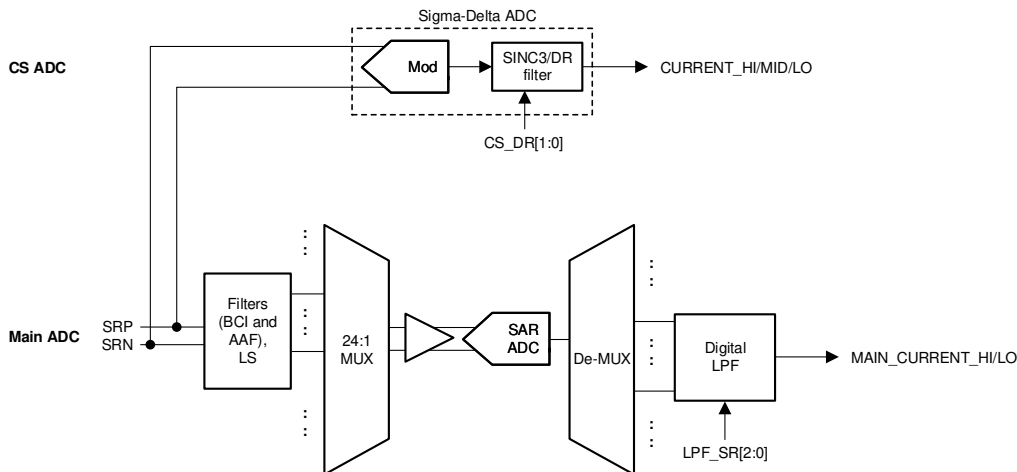 Sigma-Delta ADC
CS ADC
Mod
SINC3/DR
filter
CURRENT_HI/MID/LO
CS_DR[1:0]
Main ADC
SRP
SRN
Filters
(BCI and
AAF),
LS
24:1
MUX
SAR
ADC
De-MUX
Digital
LPF
MAIN_CURRENT_HI/LO
LPF_SR[2:0]